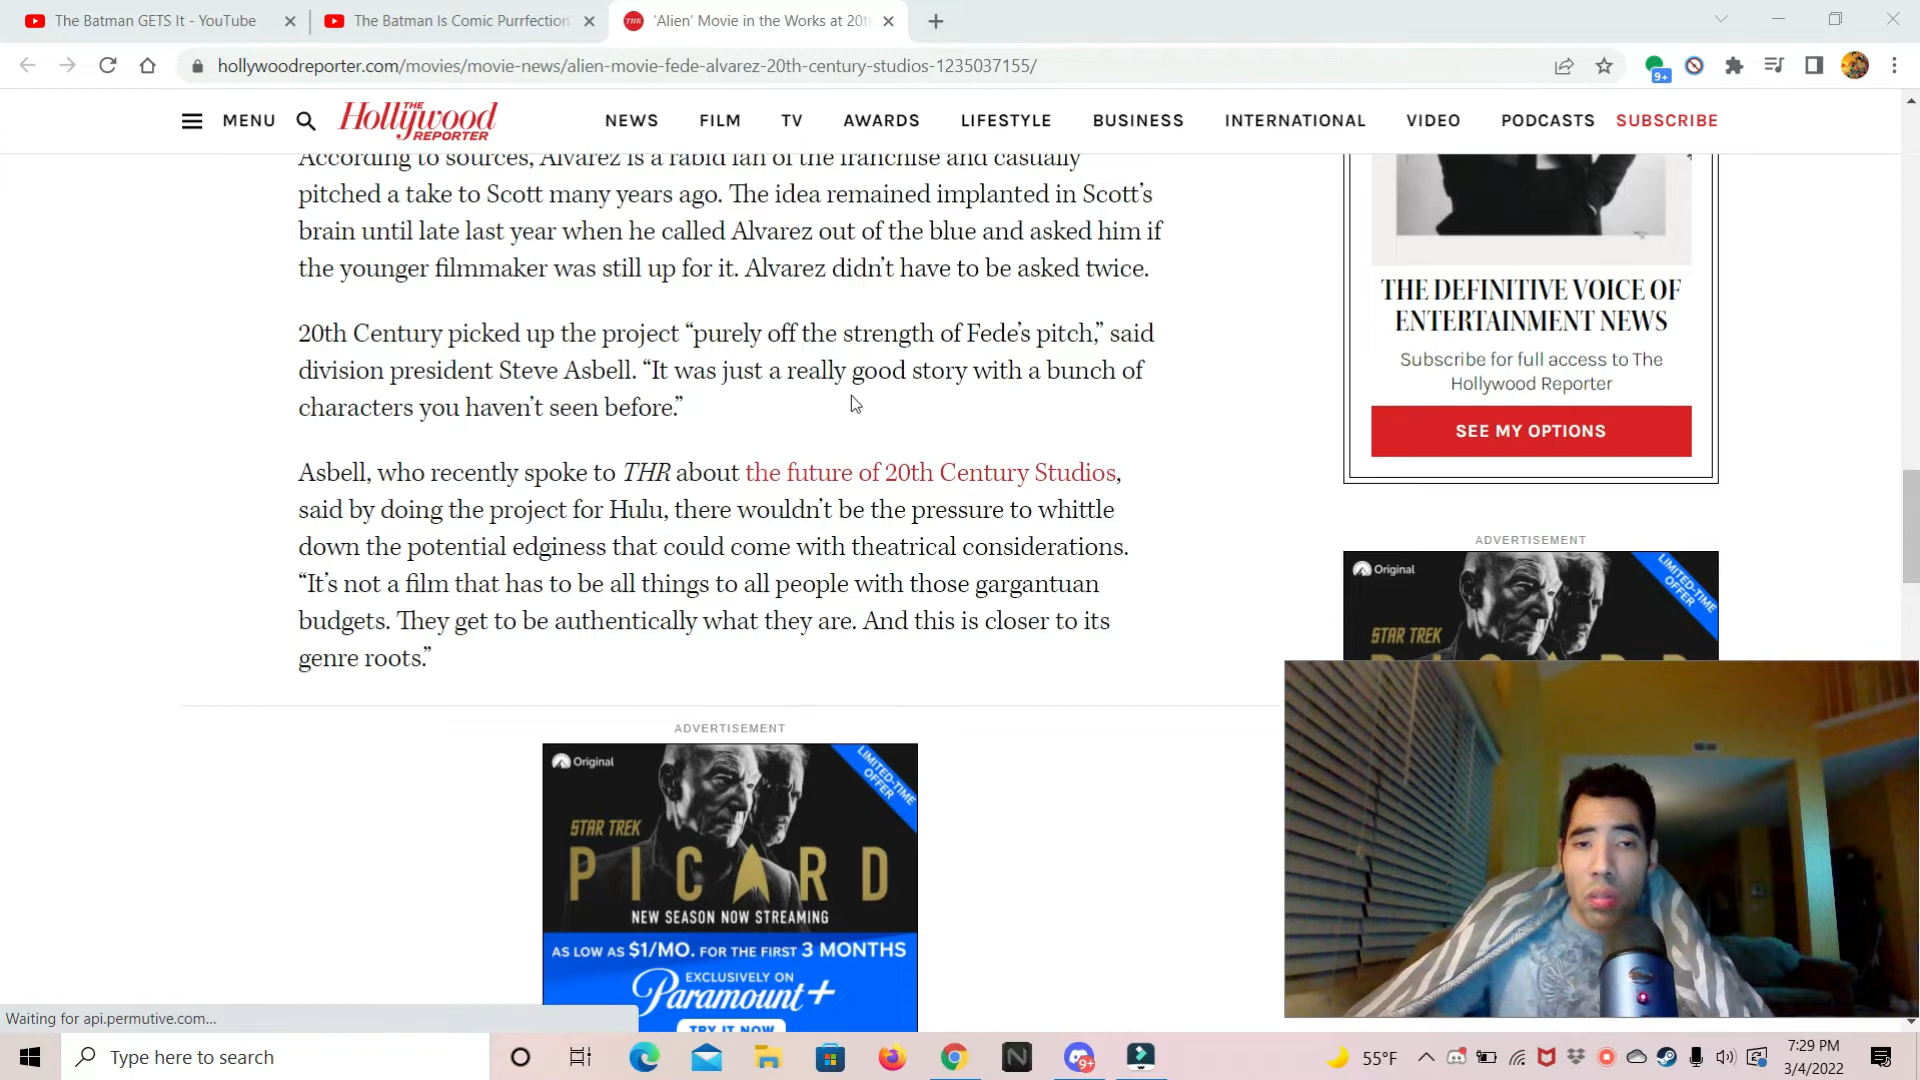 The Batman GETS It - YouTube
The Batman Is Comic Purrfection
THR
'Alien' Movie in the Works at 20t
hollywoodreporter.com/movies/movie-news/alien-movie-fede-alvarez-20th-century-studios-1235037155/
9+
MENU
THE Hollywood REPORTER
NEWS FILM TV AWARDS LIFESTYLE BUSINESS INTERNATIONAL VIDEO PODCASTS SUBSCRIBE
According to sources, Alvarez is a rabid fan of the franchise and casually
pitched a take to Scott many years ago. The idea remained implanted in Scott's
brain until late last year when he called Alvarez out of the blue and asked him if
the younger filmmaker was still up for it. Alvarez didn't have to be asked twice.
20th Century picked up the project “purely off the strength of Fede's pitch,” said
division president Steve Asbell. “It was just a really good story with a bunch of
characters you haven't seen before.”
Asbell, who recently spoke to THR about the future of 20th Century Studios,
said by doing the project for Hulu, there wouldn't be the pressure to whittle
down the potential edginess that could come with theatrical considerations.
“It's not a film that has to be all things to all people with those gargantuan
budgets. They get to be authentically what they are. And this is closer to its
genre roots.”
THE DEFINITIVE VOICE OF
ENTERTAINMENT NEWS
Subscribe for full access to The
Hollywood Reporter
SEE MY OPTIONS
ADVERTISEMENT
Original
LIMITED-TIME
OFFER
STAR TREK
PICARD
ADVERTISEMENT
Original
LIMITED-TIME
OFFER
STAR TREK
PICARD
NEW SEASON NOW STREAMING
AS LOW AS $1/MO. FOR THE FIRST 3 MONTHS
EXCLUSIVELY ON
Paramount+
TRY IT NOW
Waiting for api.permutive.com...
Type here to search
9+
55°F
7:29 PM
3/4/2022